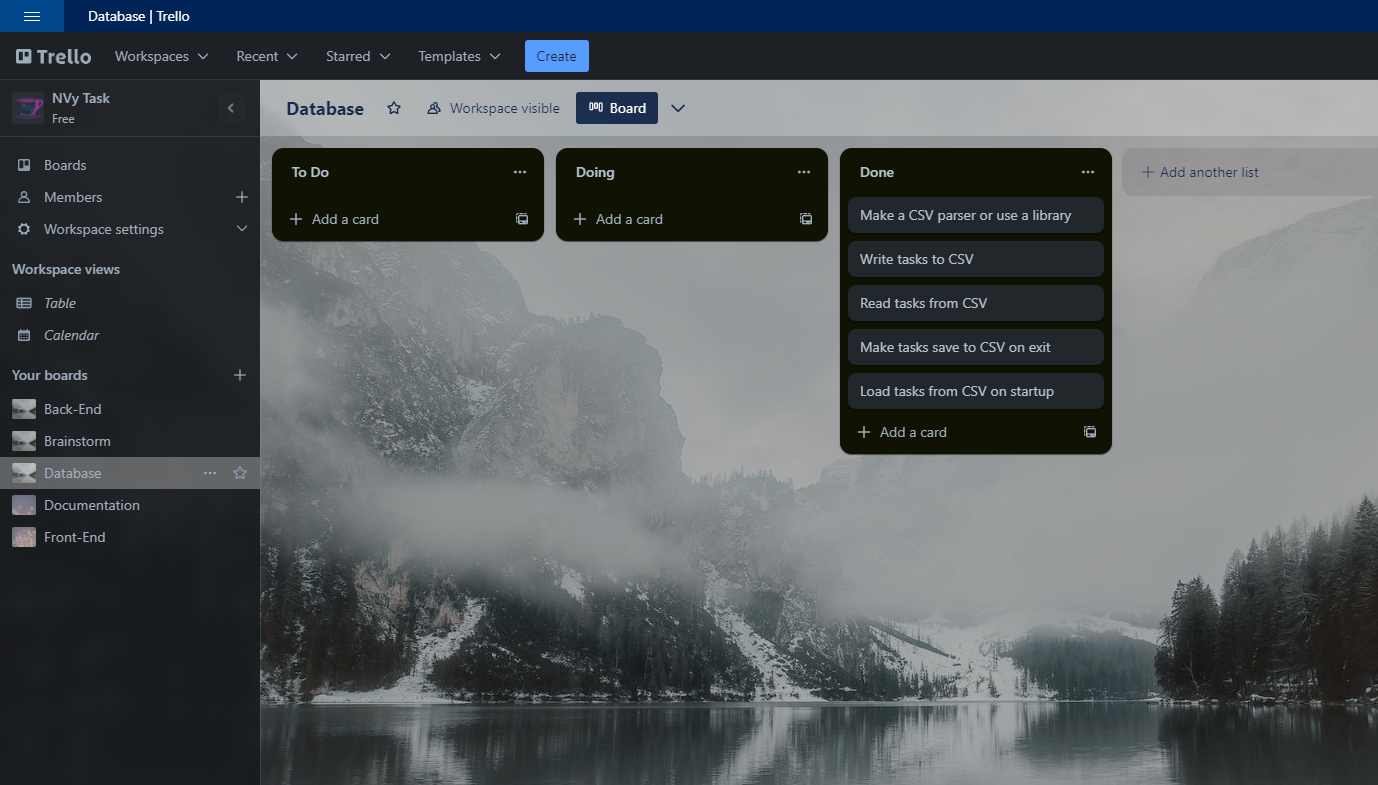 Database | Trello
Trello Workspaces Recent Starred Templates Create
NVy Task
Free
Boards
Members
Workspace settings
Workspace views
Table
Calendar
Your boards
Back-End
Brainstorm
Database
Documentation
Front-End
Database Workspace visible Board
To Do
Add a card
Doing
Add a card
Done
Make a CSV parser or use a library
Write tasks to CSV
Read tasks from CSV
Make tasks save to CSV on exit
Load tasks from CSV on startup
Add a card
Add another list